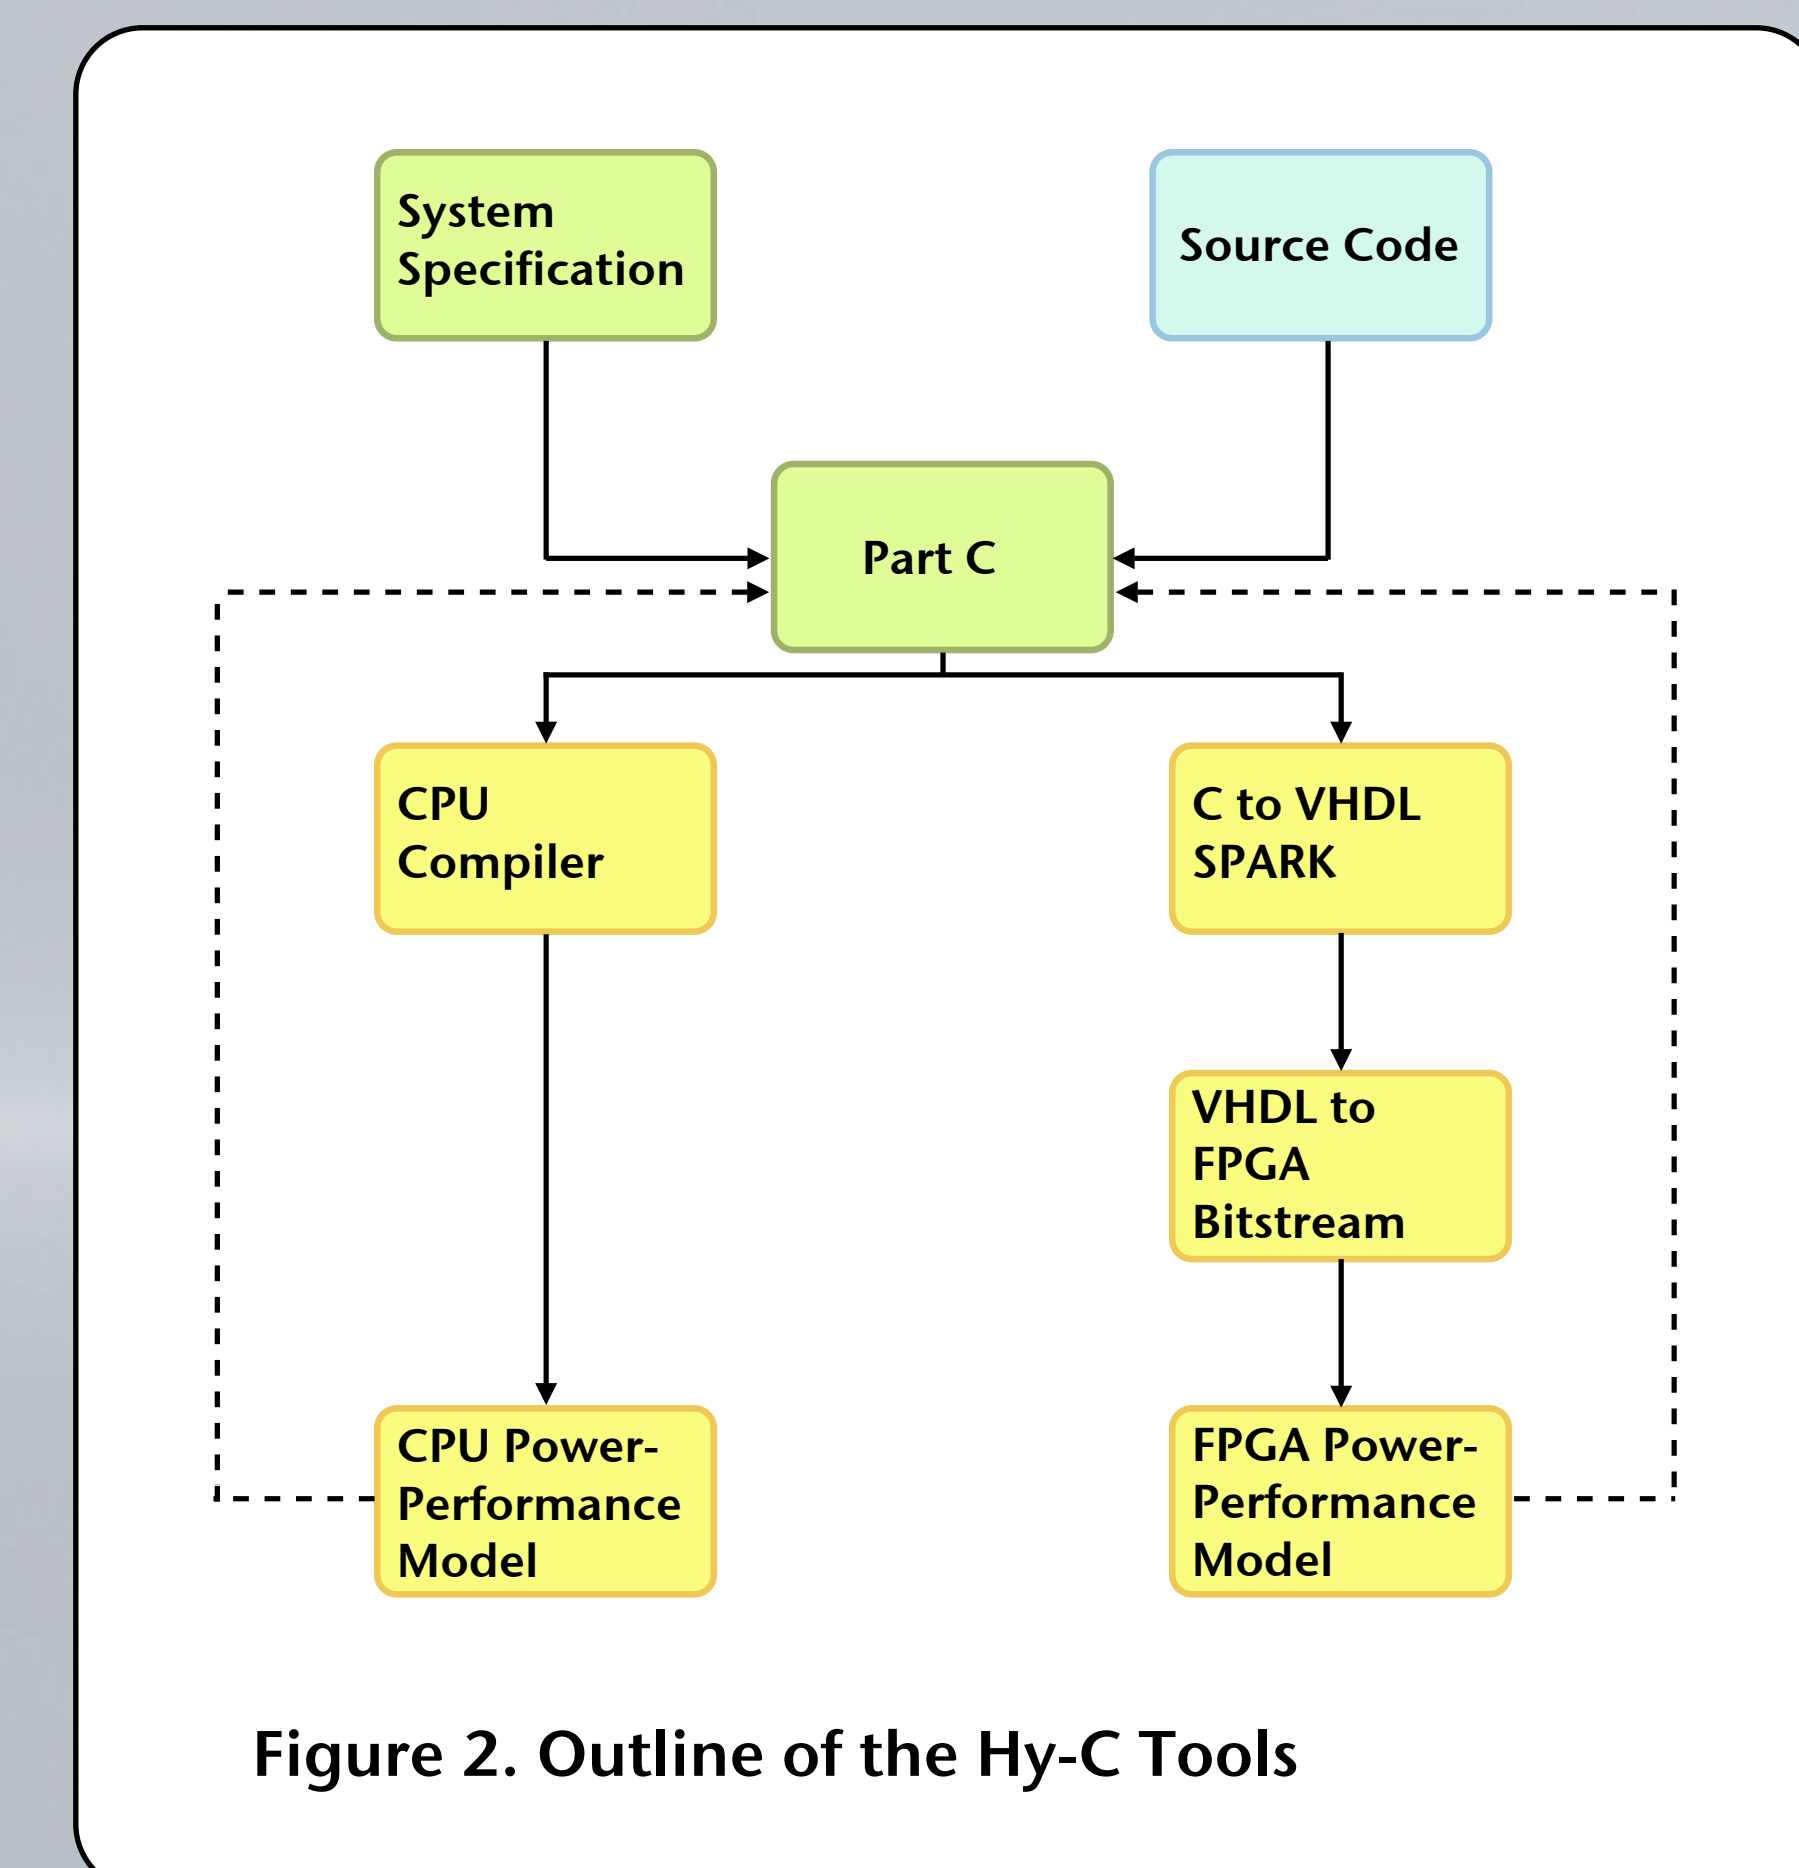 System
Specification
Source Code
Part C
CPU
Compiler
C to VHDL
SPARK
VHDL to
FPGA
Bitstream
CPU Power-
Performance
Model
FPGA Power-
Performance
Model
Figure 2. Outline of the Hy-C Tools